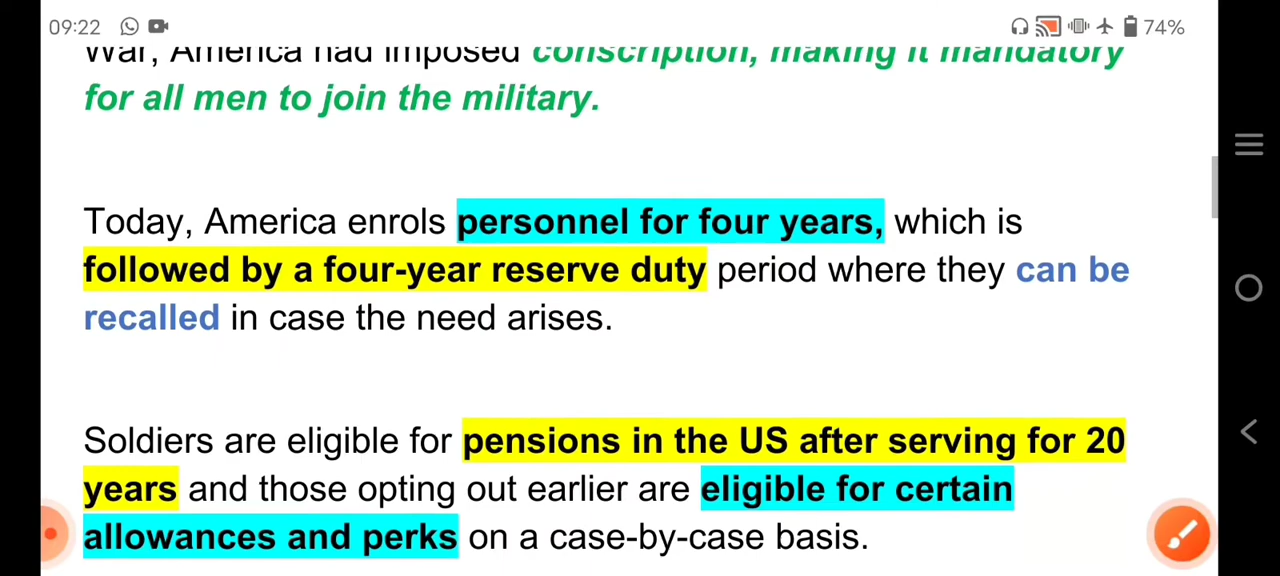 09:22
74%
War, America had imposed conscription, making it mandatory
for all men to join the military.
Today, America enrols personnel for four years, which is
followed by a four-year reserve duty period where they can be
recalled in case the need arises.
Soldiers are eligible for pensions in the US after serving for 20
years and those opting out earlier are eligible for certain
allowances and perks on a case-by-case basis.